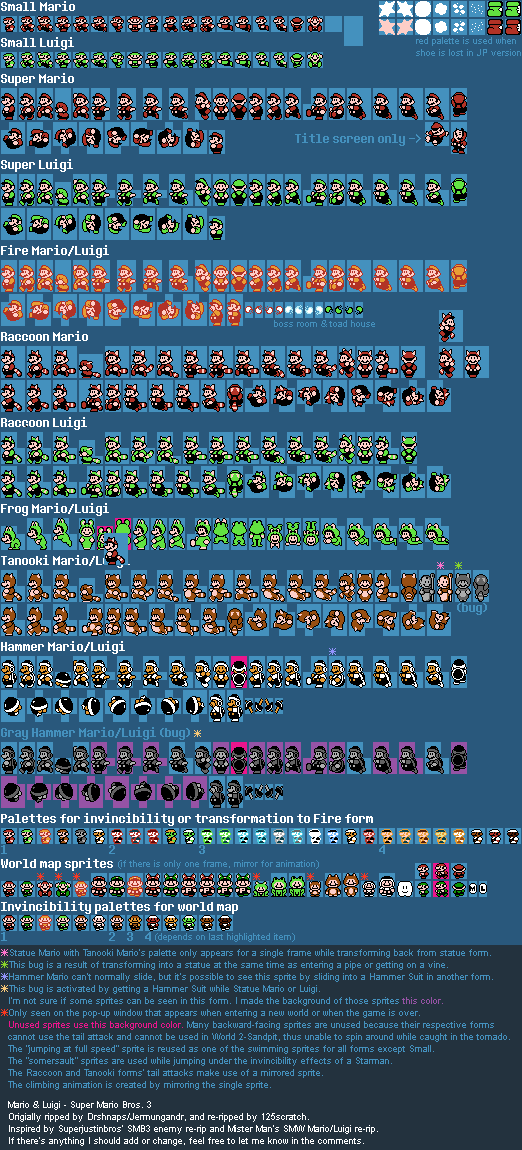 Small Mario
Small Luigi
red palette is used when
shoe is lost in JP version
Super Mario
Title screen only ->
Super Luigi
Fire Mario/Luigi
boss room & toad house
Raccoon Mario
Raccoon Luigi
Frog Mario/Luigi
Tanooki Mario/L
(bug)
Hammer Mario/Luigi
Gray Hammer Mario/Luigi (bug)
Palettes for invincibility or transformation to Fire form
1 2 3 4
World map sprites (if there is only one frame, mirror for animation)
Invincibility palettes for world map
1 2 3 4 (depends on last highlighted item)
Statue Mario with Tanooki Mario's palette only appears for a single frame while transforming back from statue form.
This bug is a result of transforming into a statue at the same time as entering a pipe or getting on a vine.
Hammer Mario can't normally slide, but it's possible to see this sprite by sliding into a Hammer Suit in another form.
This bug is activated by getting a Hammer Suit while Statue Mario or Luigi.
I'm not sure if some sprites can be seen in this form. I made the background of those sprites this color.
Only seen on the pop-up window that appears when entering a new world or when the game is over.
Unused sprites use this background color. Many backward-facing sprites are unused because their respective forms
cannot use the tail attack and cannot be used in World 2-Sandpit, thus unable to spin around while caught in the tornado.
The "jumping at full speed" sprite is reused as one of the swimming sprites for all forms except Small.
The "somersault" sprites are used while jumping under the invincibility effects of a Starman.
The Raccoon and Tanooki forms' tail attacks make use of a mirrored sprite.
The climbing animation is created by mirroring the single sprite.
Mario & Luigi - Super Mario Bros. 3
Origially ripped by Drshnaps/Jermungandr, and re-ripped by 125scratch.
Inspired by Superjustinbros' SMB3 enemy re-rip and Mister Man's SMW Mario/Luigi re-rip.
If there's anything I should add or change, feel free to let me know in the comments.